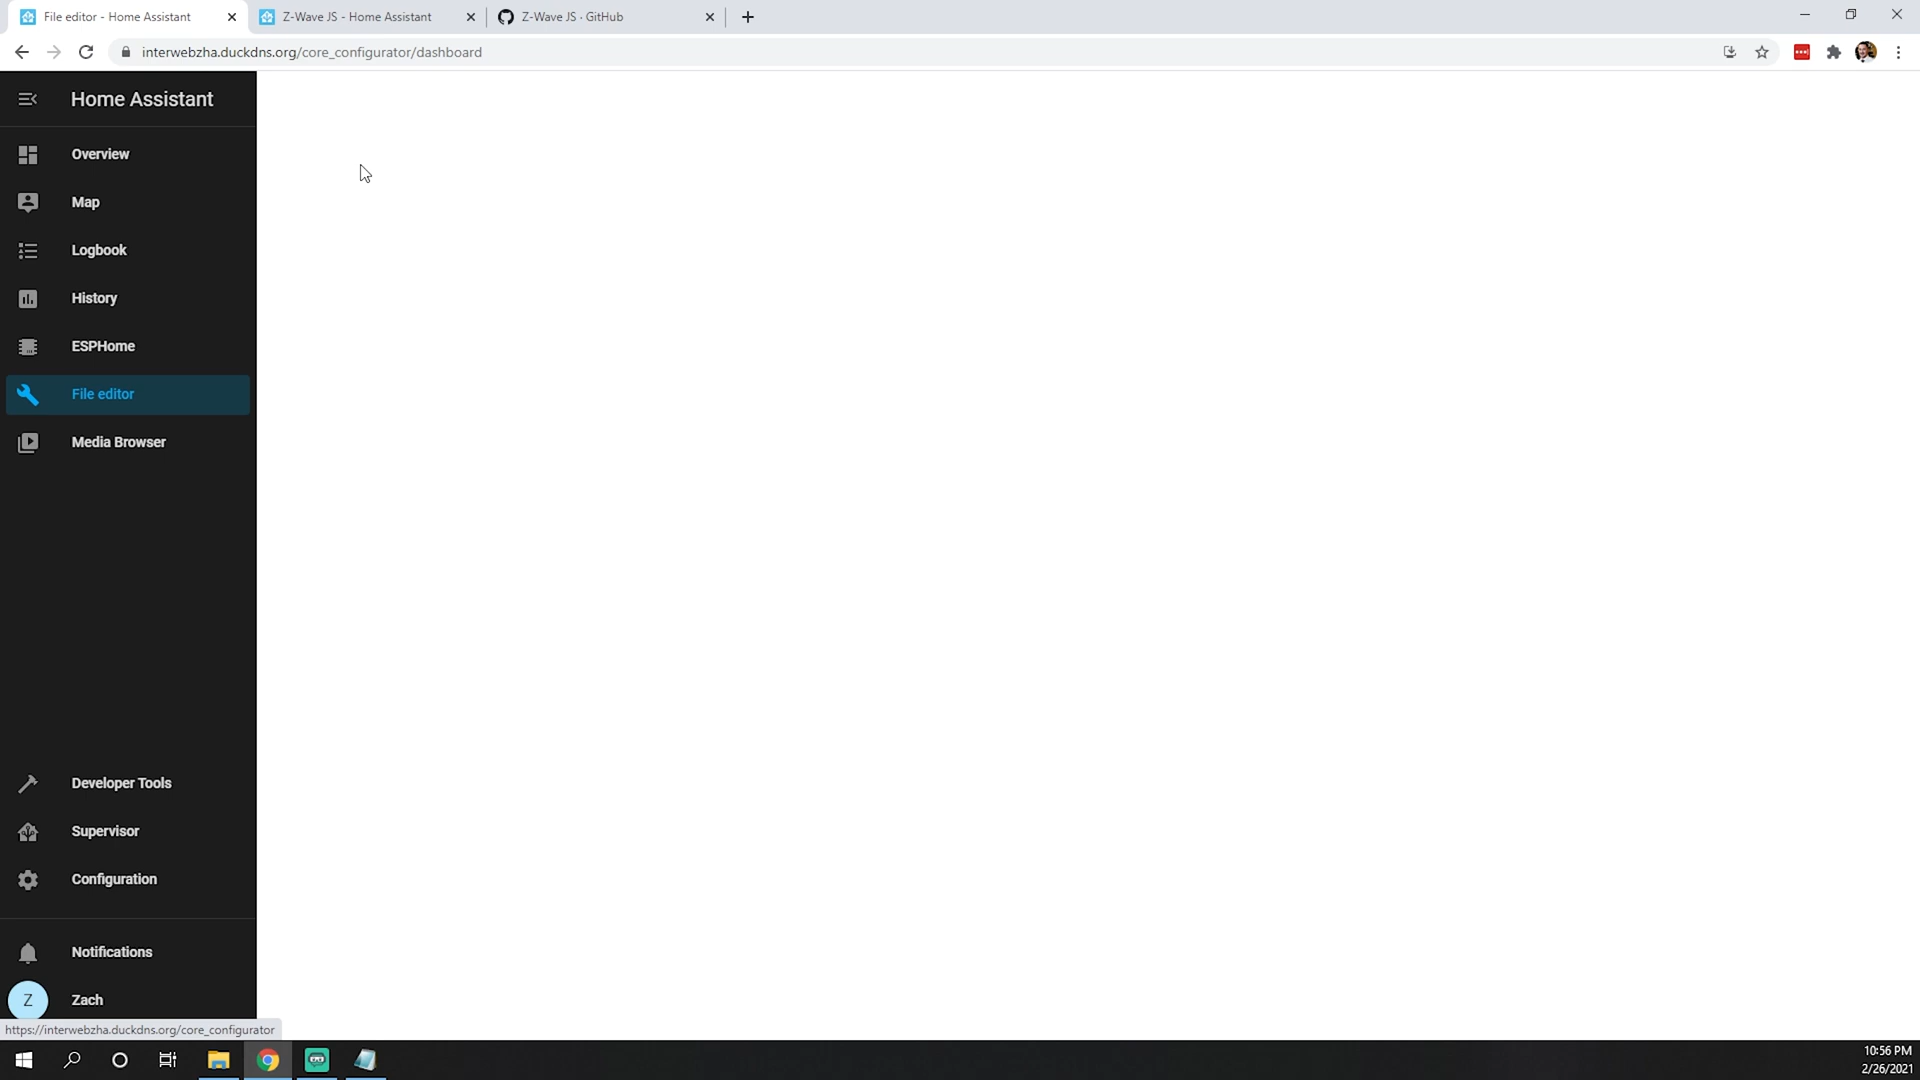 File editor - Home Assistant
Z-Wave JS - Home Assistant
Z-Wave JS · GitHub
interwebzha.duckdns.org/core_configurator/dashboard
Home Assistant
Overview
Map
Logbook
History
ESPHome
File editor
Media Browser
Developer Tools
Supervisor
Configuration
Notifications
Z
Zach
https://interwebzha.duckdns.org/core_configurator
10:56 PM
2/26/2021